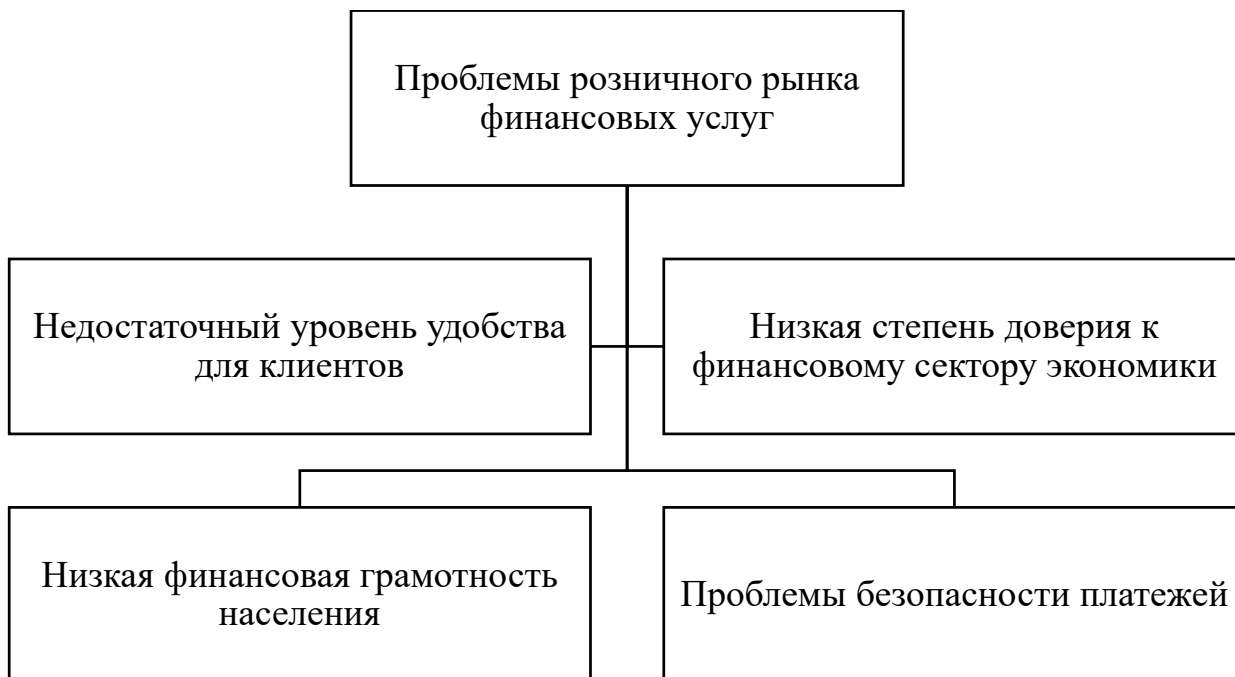 Проблемы розничного рынка
финансовых услуг
Недостаточный уровень удобства
для клиентов
Низкая степень доверия к
финансовому сектору экономики
Низкая финансовая грамотность
населения
Проблемы безопасности платежей